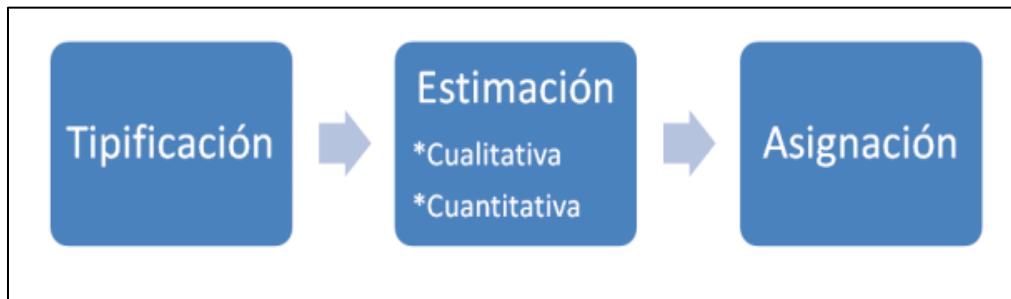 Tipificación
Estimación
*Cualitativa
*Cuantitativa
Asignación